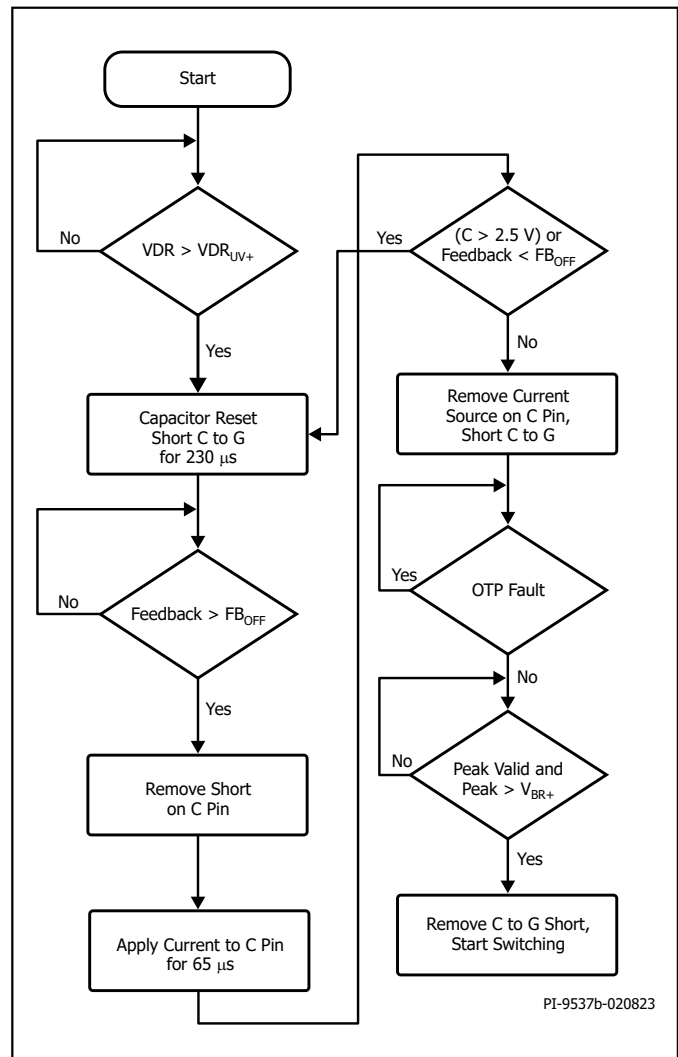 Start
No
VDR > VDR_UV+
Yes
Capacitor Reset
Short C to G
for 230 µs
No
Feedback > FB_OFF
Yes
Remove Short
on C Pin
Apply Current to C Pin
for 65 µs
Yes
(C > 2.5 V) or
Feedback < FB_OFF
No
Remove Current
Source on C Pin,
Short C to G
Yes
OTP Fault
No
No
Peak Valid and
Peak > V_BR+
Yes
Remove C to G Short,
Start Switching
PI-9537b-020823